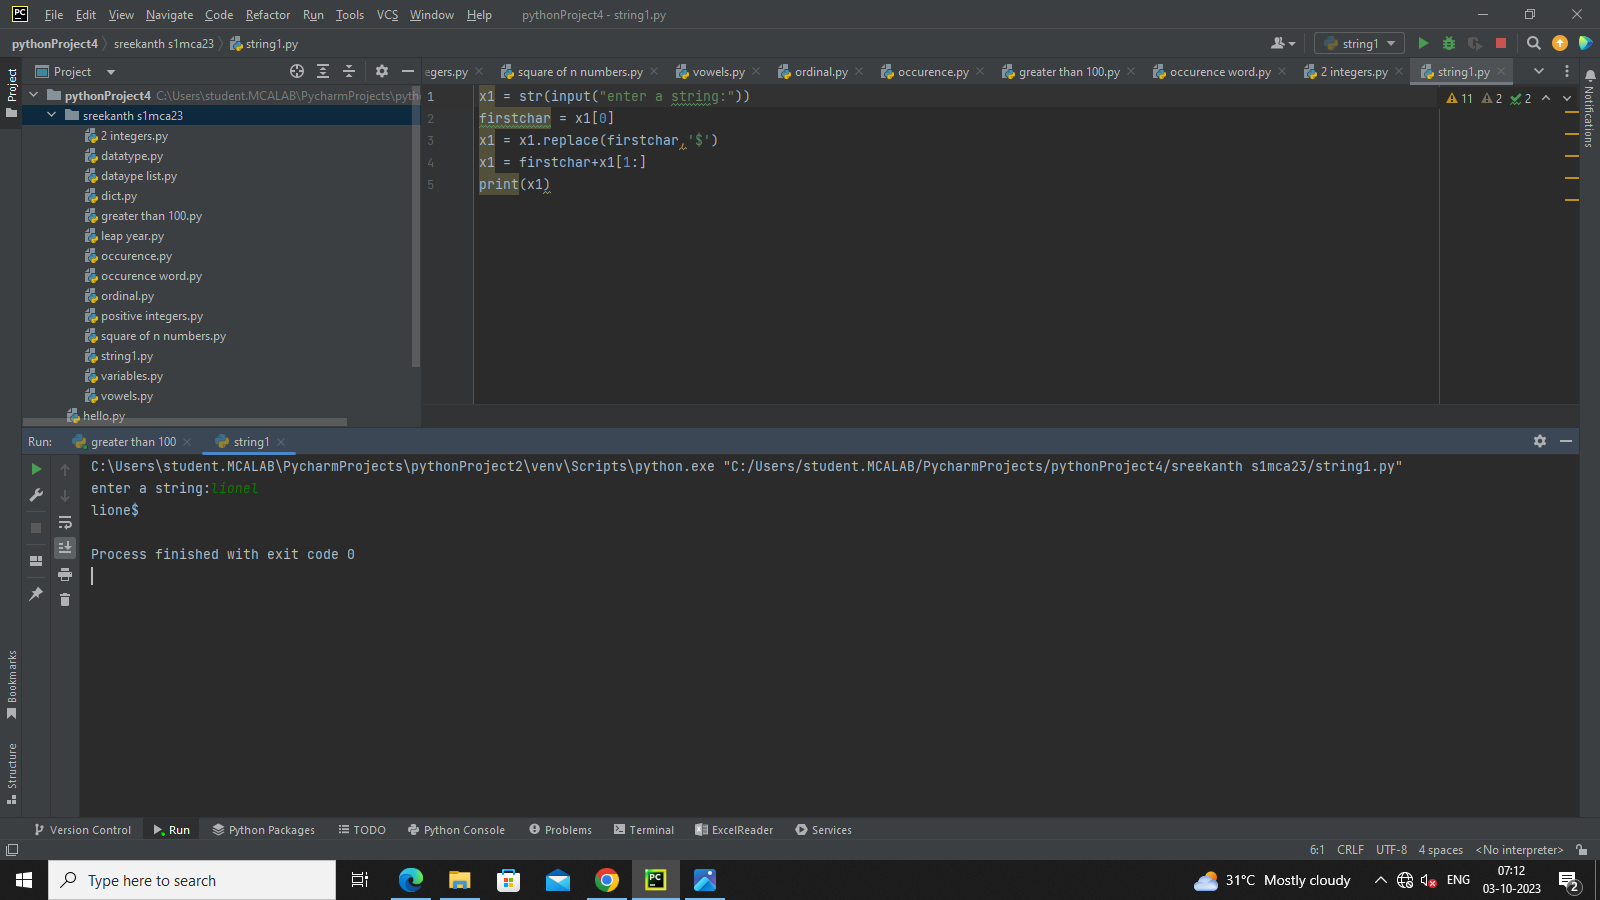 PC File Edit View Navigate Code Refactor Run Tools VCS Window Help pythonProject4 - string1.py
pythonProject4 sreekanth s1mca23 string1.py string1
Project
Project
egers.py square of n numbers.py vowels.py ordinal.py occurence.py greater than 100.py occurence word.py 2 integers.py string1.py
Notifications
pythonProject4 C:\Users\student.MCALAB\PycharmProjects\pyth
sreekanth s1mca23
2 integers.py
datatype.py
dataype list.py
dict.py
greater than 100.py
leap year.py
occurence.py
occurence word.py
ordinal.py
positive integers.py
square of n numbers.py
string1.py
variables.py
vowels.py
hello.py
11 2 2
1 x1 = str(input("enter a string:"))
2 firstchar = x1[0]
3 x1 = x1.replace(firstchar,'$')
4 x1 = firstchar+x1[1:]
5 print(x1)
Run: greater than 100 string1
C:\Users\student.MCALAB\PycharmProjects\pythonProject2\venv\Scripts\python.exe "C:/Users/student.MCALAB/PycharmProjects/pythonProject4/sreekanth s1mca23/string1.py"
enter a string:lionel
lione$
Process finished with exit code 0
Bookmarks
Structure
Version Control Run Python Packages TODO Python Console Problems Terminal ExcelReader Services
6:1 CRLF UTF-8 4 spaces <No interpreter>
Type here to search
PC
31°C Mostly cloudy
ENG
07:12
03-10-2023
2